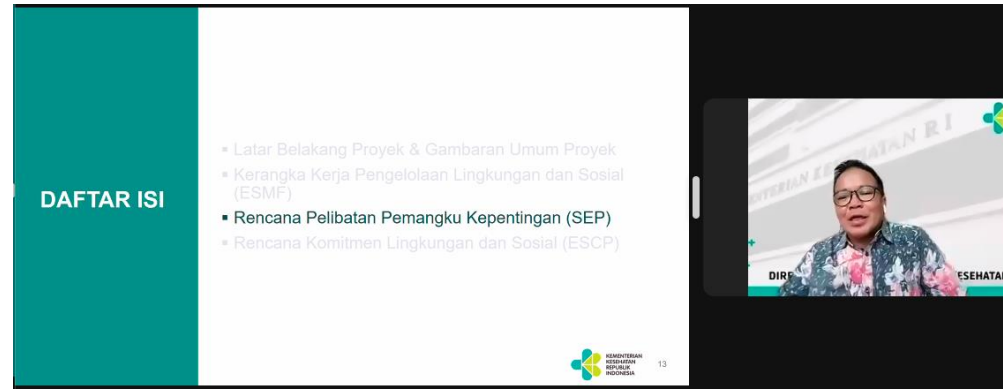 DAFTAR ISI
▪ Latar Belakang Proyek & Gambaran Umum Proyek
▪ Kerangka Kerja Pengelolaan Lingkungan dan Sosial
(ESMF)
▪ Rencana Pelibatan Pemangku Kepentingan (SEP)
▪ Rencana Komitmen Lingkungan dan Sosial (ESCP)
KEMENTERIAN
KESEHATAN
REPUBLIK
INDONESIA
13
RI